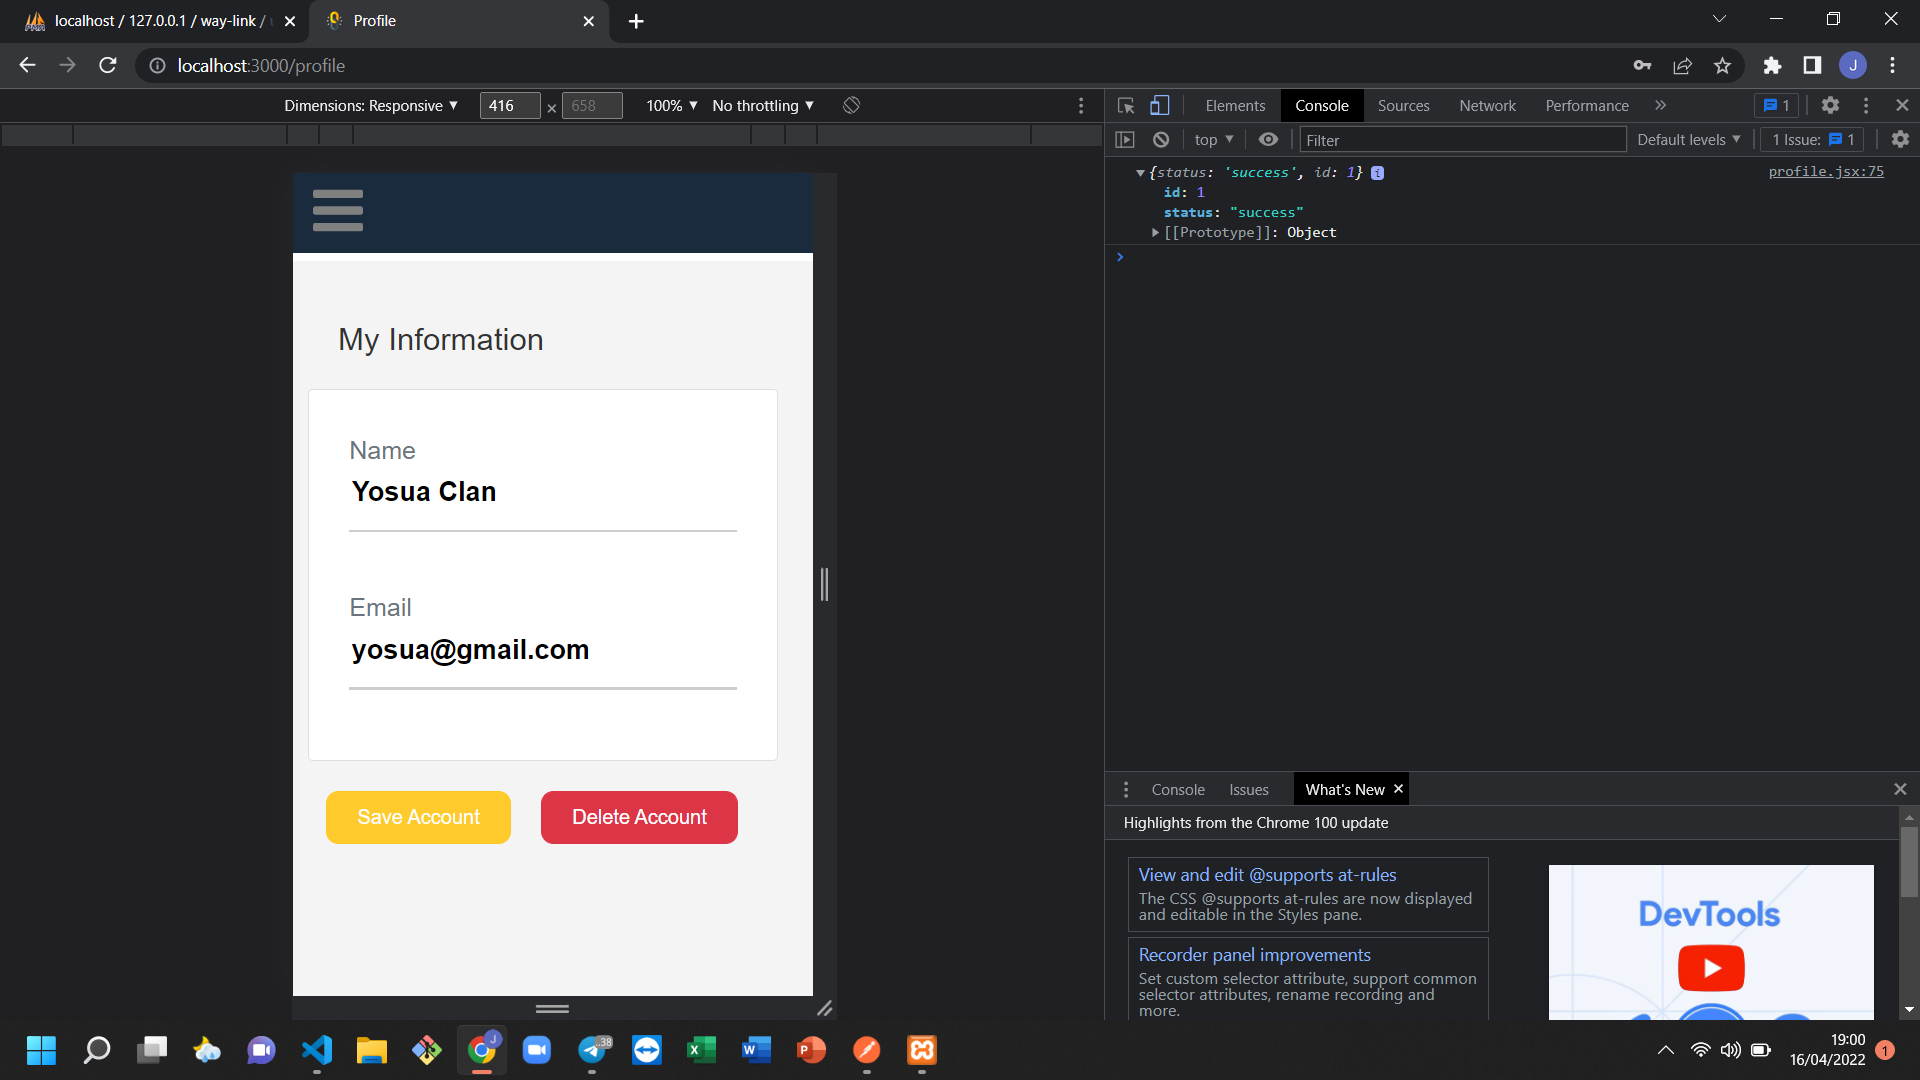 localhost / 127.0.0.1 / way-link /
Profile
localhost:3000/profile
J
Dimensions: Responsive ▼ 416 × 658 100% ▼ No throttling ▼
Elements Console Sources Network Performance 1
top ▼ Filter Default levels ▼ 1 Issue: 1
{status: 'success', id: 1} i profile.jsx:75
id: 1
status: "success"
[[Prototype]]: Object
My Information
Name
Yosua Clan
Email
yosua@gmail.com
Save Account Delete Account
Console Issues What's New
Highlights from the Chrome 100 update
View and edit @supports at-rules
The CSS @supports at-rules are now displayed
and editable in the Styles pane.
Recorder panel improvements
Set custom selector attribute, support common
selector attributes, rename recording and
more.
DevTools
19:00
16/04/2022
1